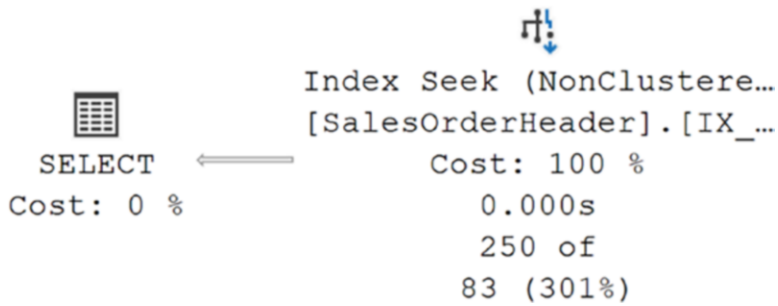 Index Seek (NonClustere…
[SalesOrderHeader].[IX_…
SELECT
Cost: 0 %
Cost: 100 %
0.000s
250 of
83 (301%)